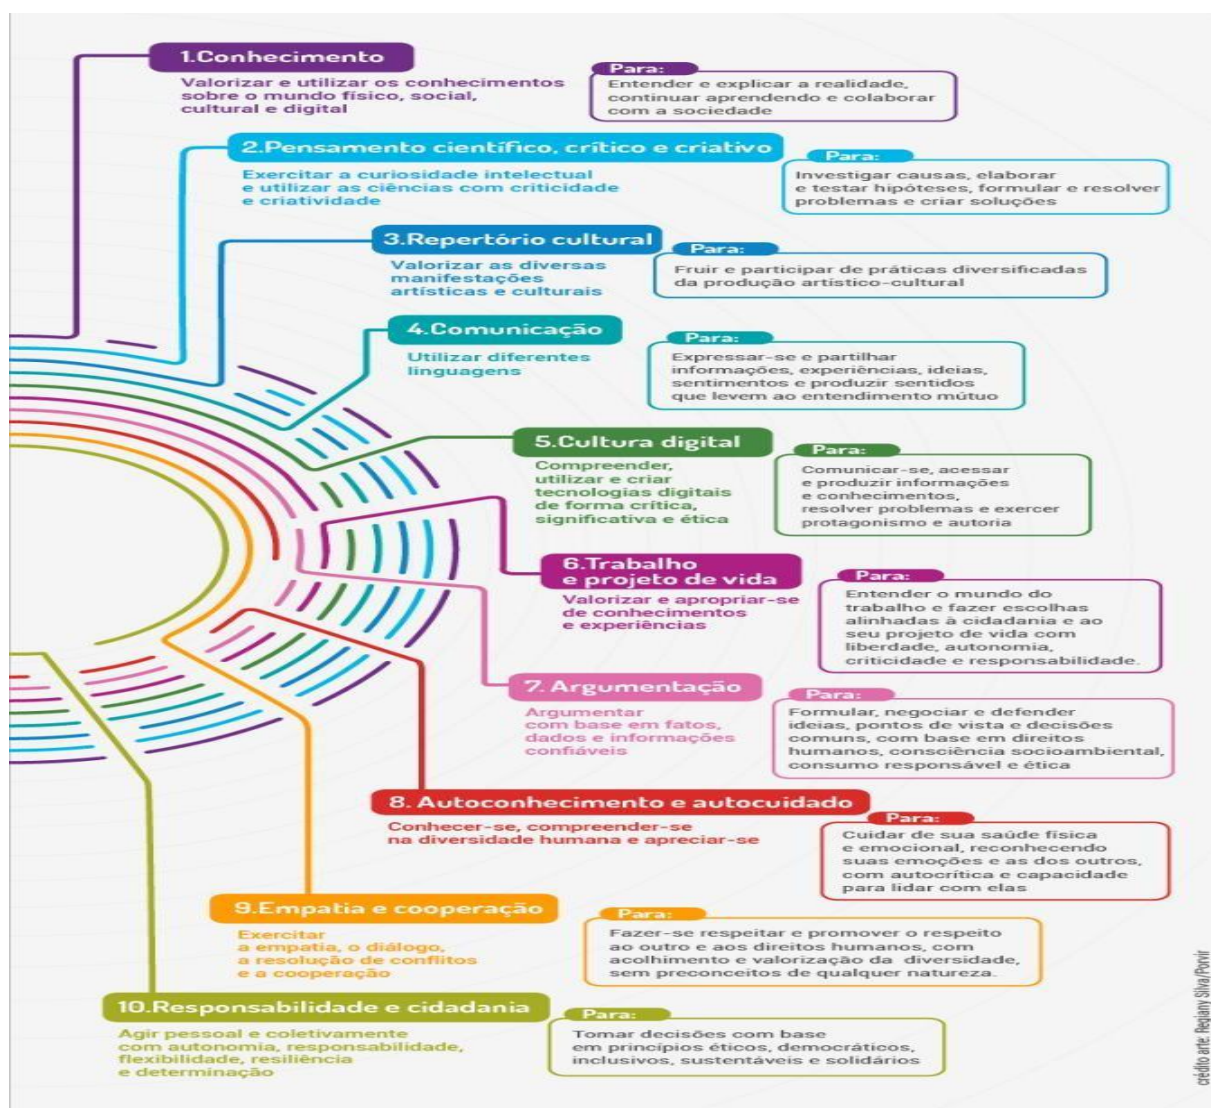 1.Conhecimento
Valorizar e utilizar os conhecimentos
sobre o mundo físico, social,
cultural e digital
Para:
Entender e explicar a realidade,
continuar aprendendo e colaborar
com a sociedade
2.Pensamento científico, crítico e criativo
Exercitar a curiosidade intelectual
e utilizar as ciências com criticidade
e criatividade
Para:
Investigar causas, elaborar
e testar hipóteses, formular e resolver
problemas e criar soluções
3.Repertório cultural
Valorizar as diversas
manifestações
artísticas e culturais
Para:
Fruir e participar de práticas diversificadas
da produção artístico-cultural
4.Comunicação
Utilizar diferentes
linguagens
Para:
Expressar-se e partilhar
informações, experiências, ideias,
sentimentos e produzir sentidos
que levem ao entendimento mútuo
5.Cultura digital
Compreender,
utilizar e criar
tecnologias digitais
de forma crítica,
significativa e ética
Para:
Comunicar-se, acessar
e produzir informações
e conhecimentos,
resolver problemas e exercer
protagonismo e autoria
6.Trabalho
e projeto de vida
Valorizar e apropriar-se
de conhecimentos
e experiências
Para:
Entender o mundo do
trabalho e fazer escolhas
alinhadas à cidadania e ao
seu projeto de vida com
liberdade, autonomia,
criticidade e responsabilidade.
7. Argumentação
Argumentar
com base em fatos,
dados e informações
confiáveis
Para:
Formular, negociar e defender
ideias, pontos de vista e decisões
comuns, com base em direitos
humanos, consciência socioambiental,
consumo responsável e ética
8. Autoconhecimento e autocuidado
Conhecer-se, compreender-se
na diversidade humana e apreciar-se
Para:
Cuidar de sua saúde física
e emocional, reconhecendo
suas emoções e as dos outros,
com autocrítica e capacidade
para lidar com elas
9.Empatia e cooperação
Exercitar
a empatia, o diálogo,
a resolução de conflitos
e a cooperação
Para:
Fazer-se respeitar e promover o respeito
ao outro e aos direitos humanos, com
acolhimento e valorização da diversidade,
sem preconceitos de qualquer natureza.
10.Responsabilidade e cidadania
Agir pessoal e coletivamente
com autonomia, responsabilidade,
flexibilidade, resiliência
e determinação
Para:
Tomar decisões com base
em princípios éticos, democráticos,
inclusivos, sustentáveis e solidários
crédito arte: Regiany Silva/Porvir